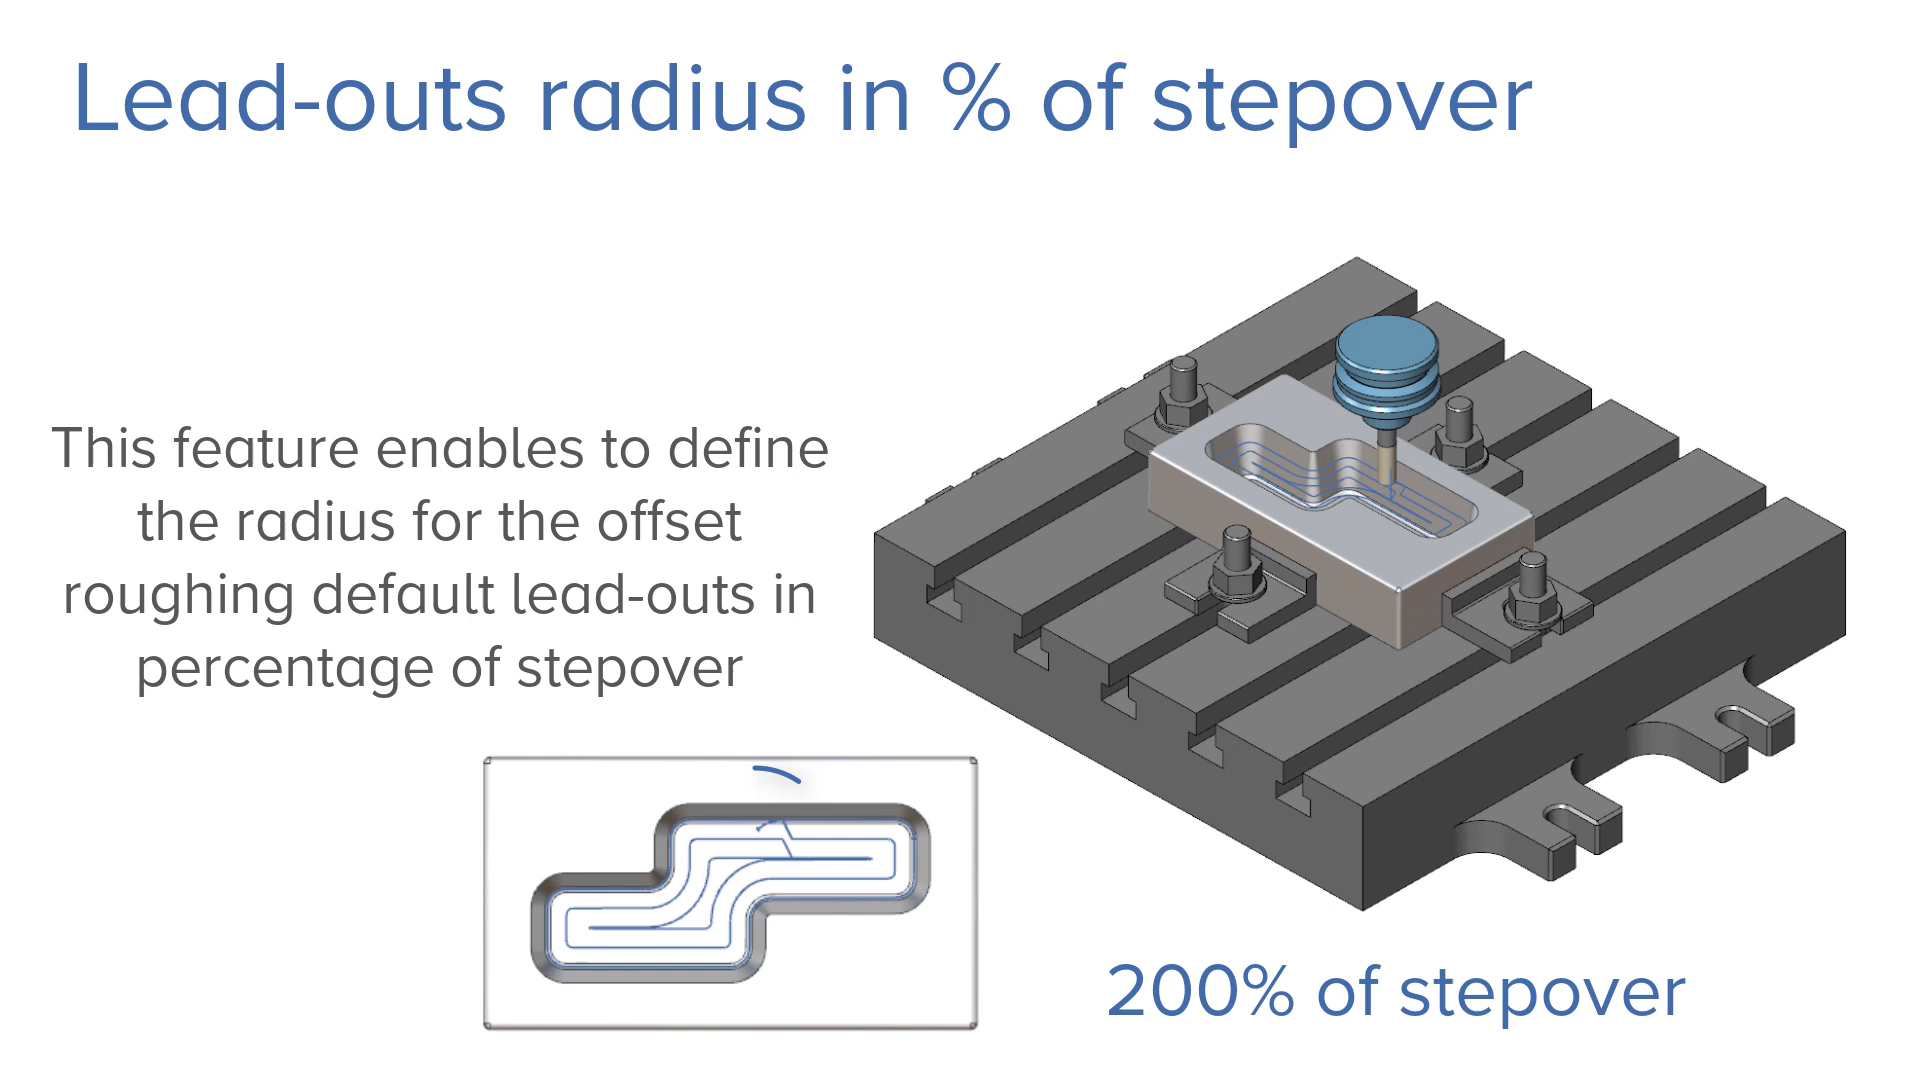 Lead-outs radius in % of stepover
This feature enables to define
the radius for the offset
roughing default lead-outs in
percentage of stepover
200% of stepover